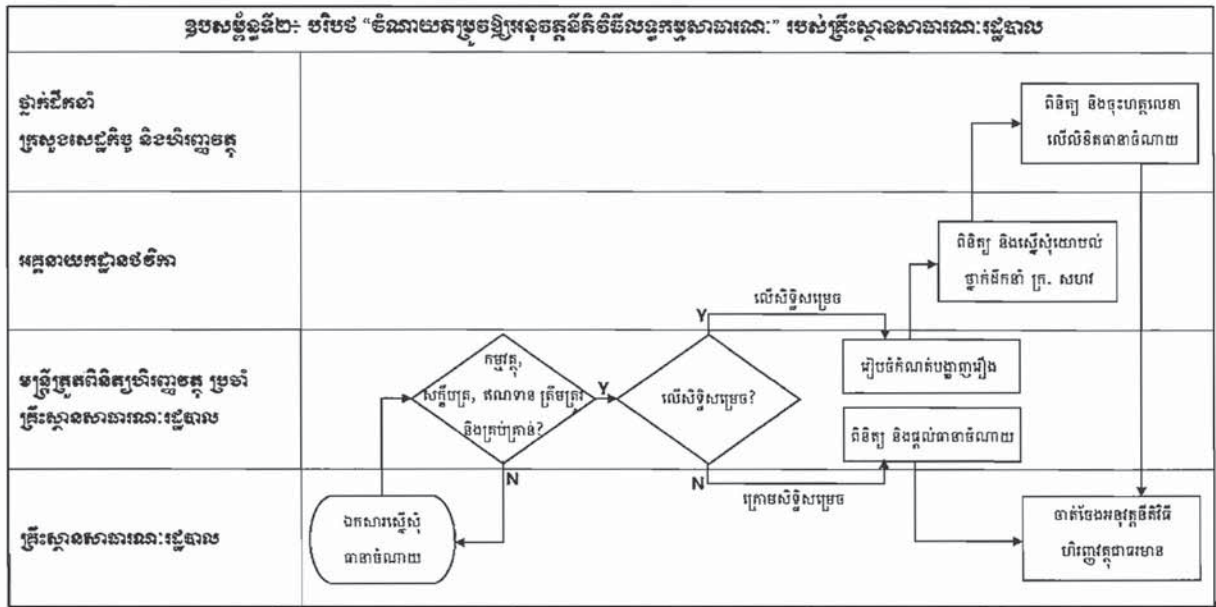 ឧបសម្ព័ន្ធទី២៖ បរិបថ “ចំណាយតម្រូវឱ្យអនុវត្តនីតិវិធីលទ្ធកម្មសាធារណៈ” របស់គ្រឹះស្ថានសាធារណៈរដ្ឋបាល
ថ្នាក់ដឹកនាំ
ក្រសួងសេដ្ឋកិច្ច និងហិរញ្ញវត្ថុ
ពិនិត្យ និងចុះហត្ថលេខា
លើលិខិតធានាចំណាយ
អគ្គនាយកដ្ឋានថវិកា
ពិនិត្យ និងស្នើសុំយោបល់
ថ្នាក់ដឹកនាំ ក្រ. សហវ
មន្ត្រីត្រួតពិនិត្យហិរញ្ញវត្ថុ ប្រចាំ
គ្រឹះស្ថានសាធារណៈរដ្ឋបាល
កម្មវត្ថុ,
សក្ខីបត្រ, ឥណទាន ត្រឹមត្រូវ
និងគ្រប់គ្រាន់?
Y
N
លើសិទ្ធិសម្រេច?
Y
លើសិទ្ធិសម្រេច
រៀបចំកំណត់បង្ហាញរឿង
N
ក្រោមសិទ្ធិសម្រេច
ពិនិត្យ និងផ្តល់ធានាចំណាយ
គ្រឹះស្ថានសាធារណៈរដ្ឋបាល
ឯកសារស្នើសុំ
ធានាចំណាយ
ចាត់ចែងអនុវត្តនីតិវិធី
ហិរញ្ញវត្ថុជាធរមាន